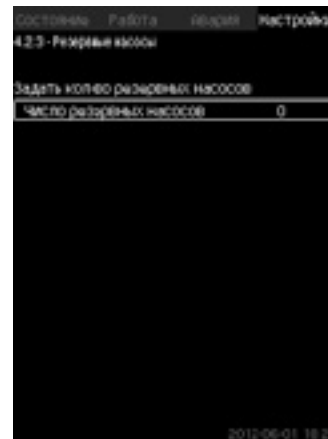 Состояние Работа Авария Настройки
4.2.3 - Резервные насосы
Задать кол-во резервных насосов
Число резервных насосов 0
2012-06-01